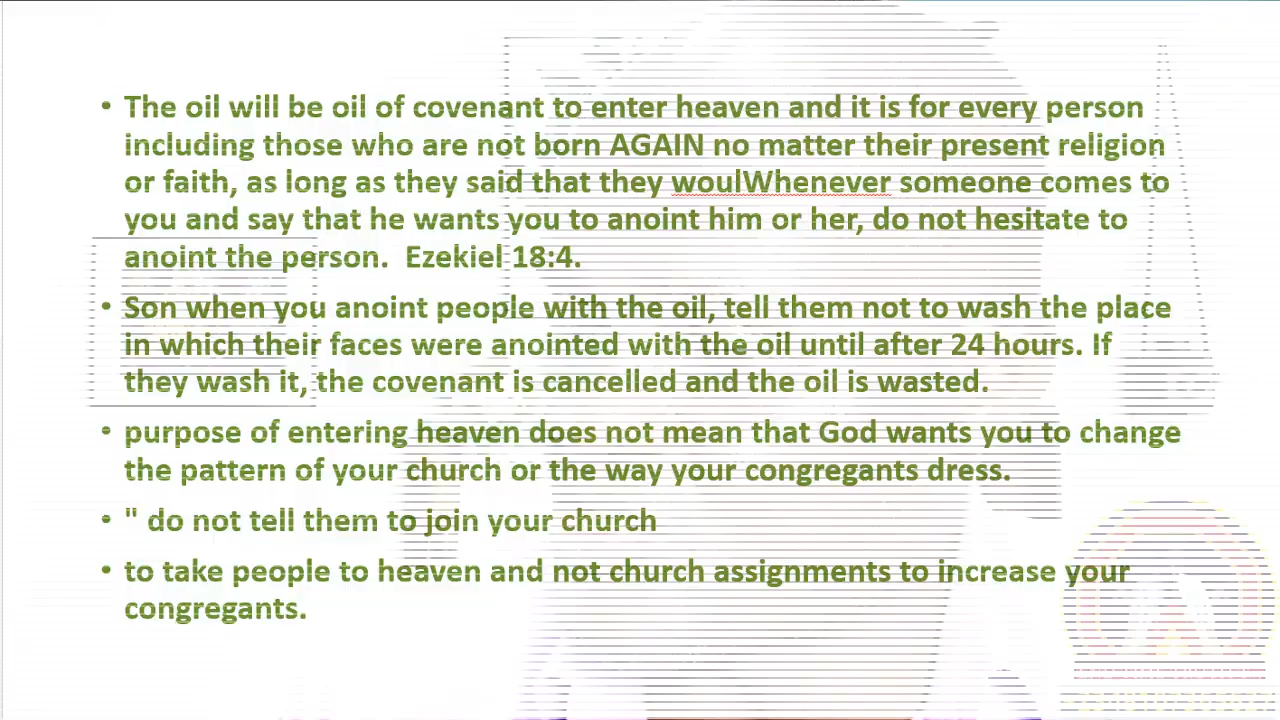 • The oil will be oil of covenant to enter heaven and it is for every person
including those who are not born AGAIN no matter their present religion
or faith, as long as they said that they woulWhenever someone comes to
you and say that he wants you to anoint him or her, do not hesitate to
anoint the person.  Ezekiel 18:4.
• Son when you anoint people with the oil, tell them not to wash the place
in which their faces were anointed with the oil until after 24 hours. If
they wash it, the covenant is cancelled and the oil is wasted.
• purpose of entering heaven does not mean that God wants you to change
the pattern of your church or the way your congregants dress.
• " do not tell them to join your church
• to take people to heaven and not church assignments to increase your
congregants.